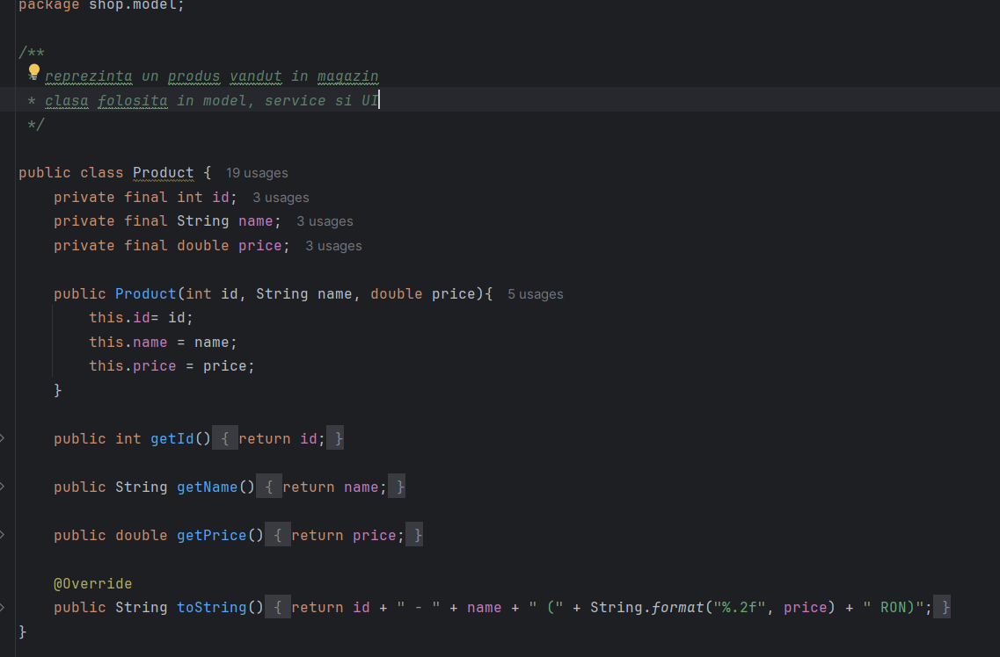 package shop.model;
/**
* reprezinta un produs vandut in magazin
* clasa folosita in model, service si UI
*/
public class Product { 19 usages
private final int id; 3 usages
private final String name; 3 usages
private final double price; 3 usages
public Product(int id, String name, double price){ 5 usages
this.id= id;
this.name = name;
this.price = price;
}
public int getId() { return id; }
public String getName() { return name; }
public double getPrice() { return price; }
@Override
public String toString() { return id + " - " + name + " (" + String.format("%.2f", price) + " RON)"; }
}